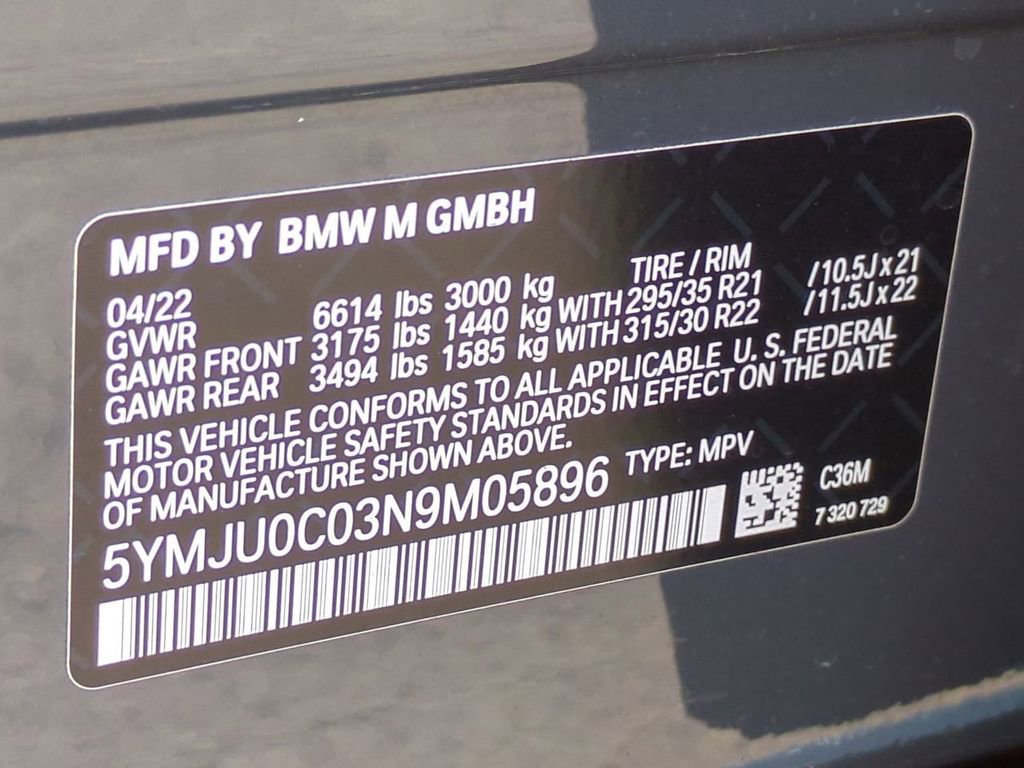 MFD BY BMW M GMBH
04/22 TIRE / RIM
GVWR 6614 lbs 3000 kg
GAWR FRONT 3175 lbs 1440 kg WITH 295/35 R21 /10.5J x 21
GAWR REAR 3494 lbs 1585 kg WITH 315/30 R22 /11.5J x 22
THIS VEHICLE CONFORMS TO ALL APPLICABLE U. S. FEDERAL
MOTOR VEHICLE SAFETY STANDARDS IN EFFECT ON THE DATE
OF MANUFACTURE SHOWN ABOVE.
5YMJU0C03N9M05896 TYPE: MPV
C36M
7 320 729